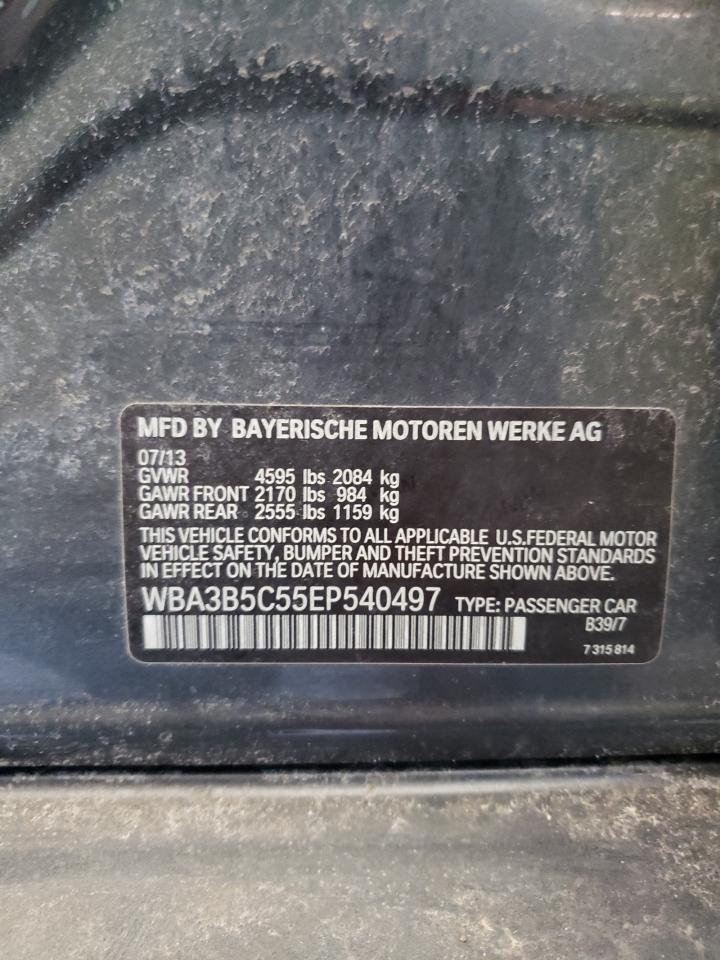 MFD BY BAYERISCHE MOTOREN WERKE AG
07/13
GVWR 4595 lbs 2084 kg
GAWR FRONT 2170 lbs 984 kg
GAWR REAR 2555 lbs 1159 kg
THIS VEHICLE CONFORMS TO ALL APPLICABLE U.S.FEDERAL MOTOR
VEHICLE SAFETY, BUMPER AND THEFT PREVENTION STANDARDS
IN EFFECT ON THE DATE OF MANUFACTURE SHOWN ABOVE.
WBA3B5C55EP540497 TYPE: PASSENGER CAR
B39/7
7 315 814